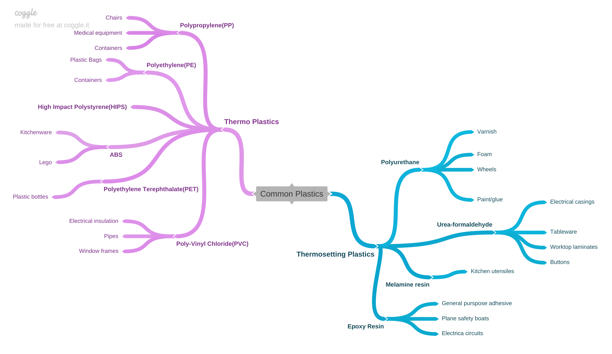 coggle
made for free at coggle.it
Common Plastics
Thermo Plastics
Polypropylene(PP)
Chairs
Medical equipment
Containers
Polyethylene(PE)
Plastic Bags
Containers
High Impact Polystyrene(HIPS)
ABS
Kitchenware
Lego
Polyethylene Terephthalate(PET)
Plastic bottles
Poly-Vinyl Chloride(PVC)
Electrical insulation
Pipes
Window frames
Thermosetting Plastics
Polyurethane
Varnish
Foam
Wheels
Paint/glue
Urea-formaldehyde
Electrical casings
Tableware
Worktop laminates
Buttons
Melamine resin
Kitchen utensiles
Epoxy Resin
General purspose adhesive
Plane safety boats
Electrica circuits